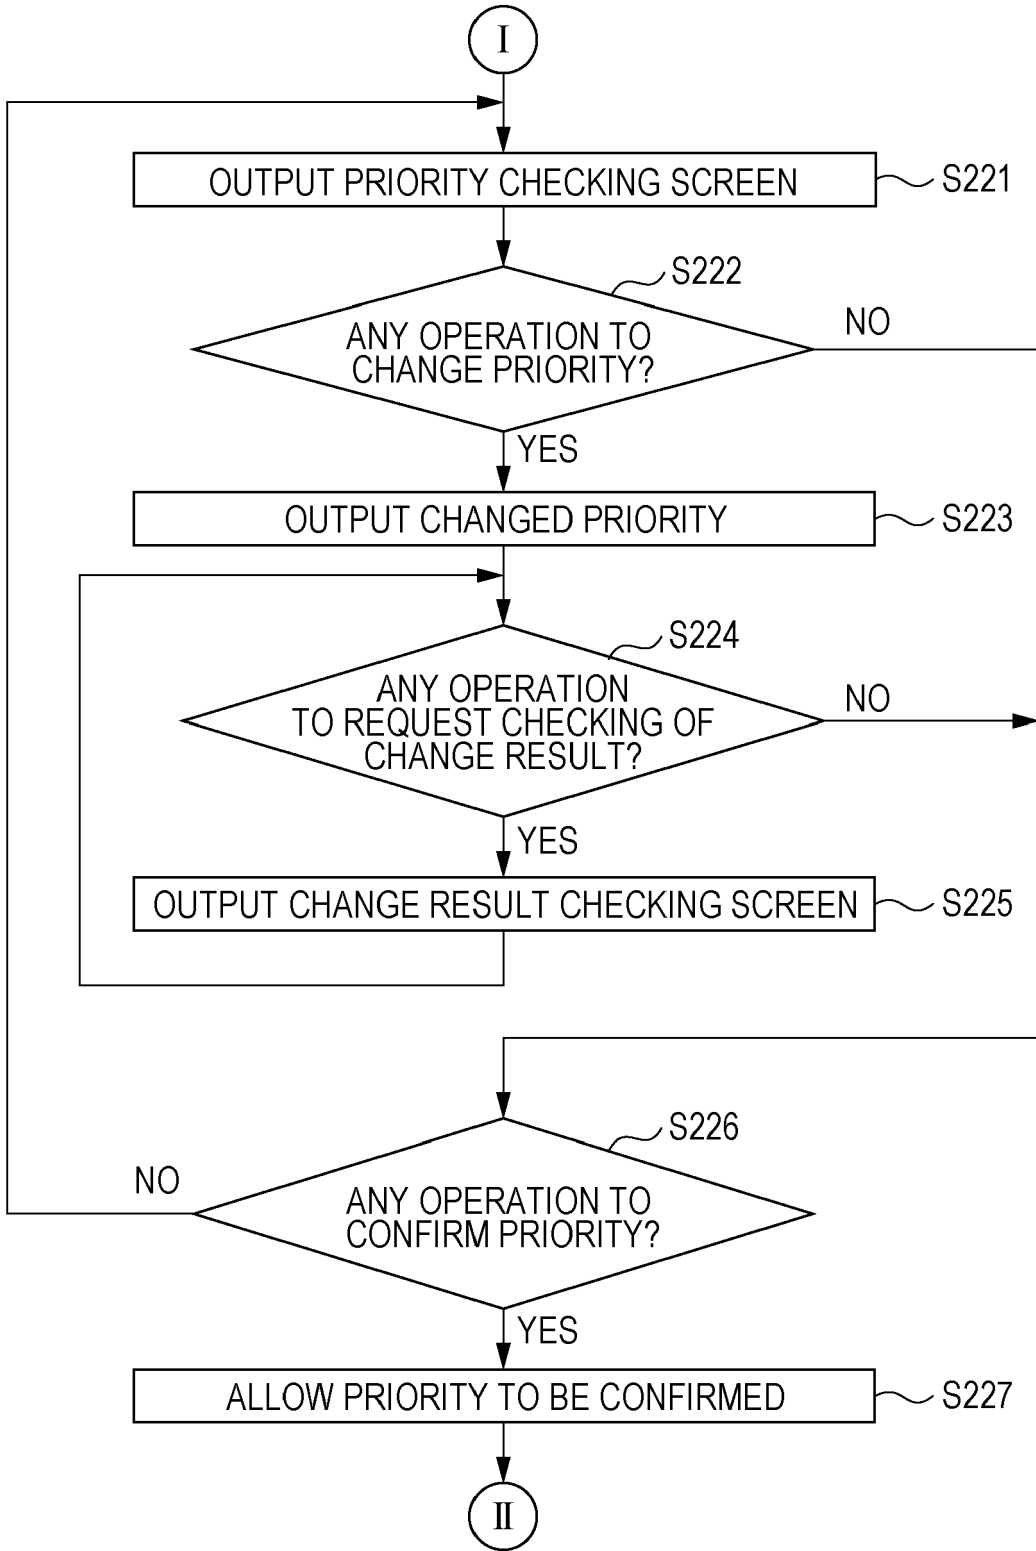 I
OUTPUT PRIORITY CHECKING SCREEN
S221
S222
ANY OPERATION TO
CHANGE PRIORITY?
NO
YES
OUTPUT CHANGED PRIORITY
S223
S224
ANY OPERATION
TO REQUEST CHECKING OF
CHANGE RESULT?
NO
YES
OUTPUT CHANGE RESULT CHECKING SCREEN
S225
S226
NO
ANY OPERATION TO
CONFIRM PRIORITY?
YES
ALLOW PRIORITY TO BE CONFIRMED
S227
II